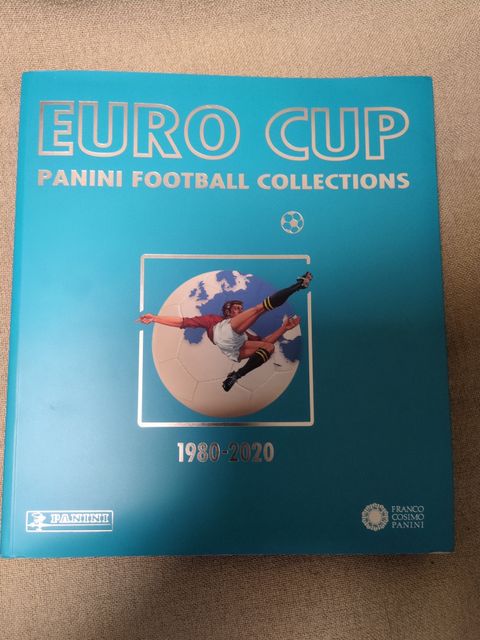 EURO CUP
PANINI FOOTBALL COLLECTIONS
1980-2020
PANINI
FRANCO
COSIMO
PANINI